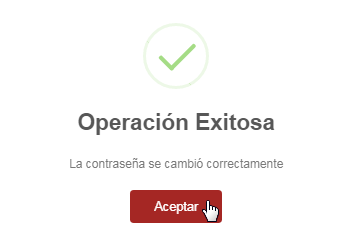 Operación Exitosa
La contraseña se cambió correctamente
Aceptar